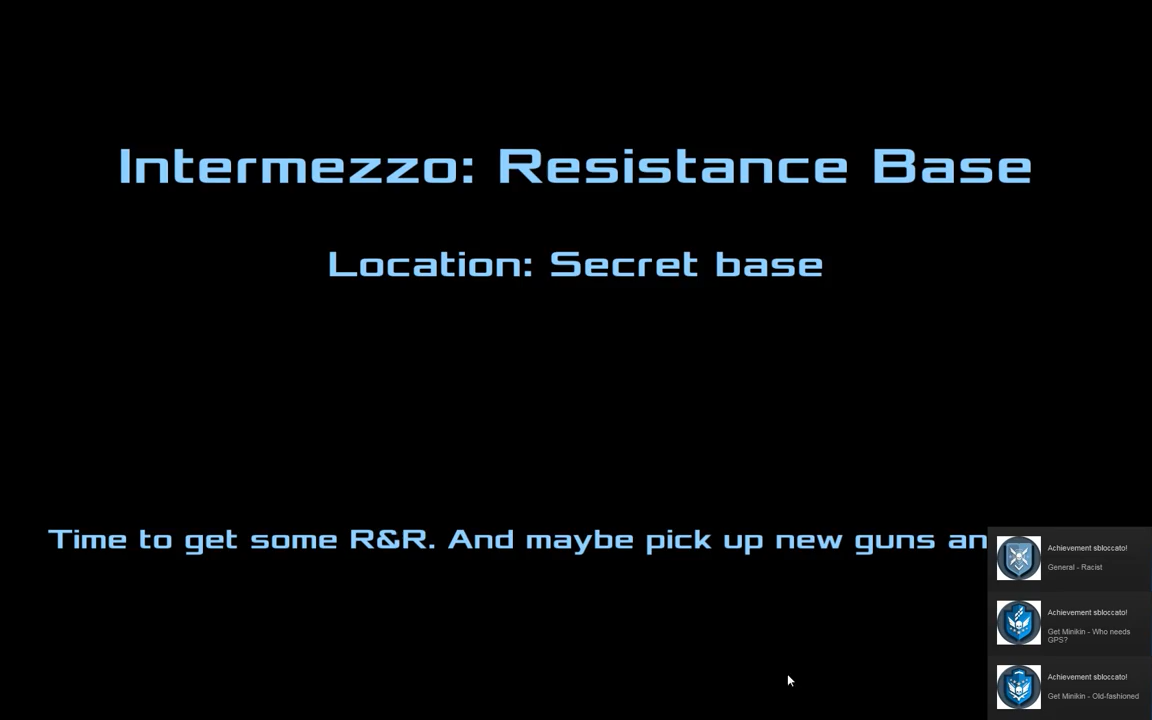 Intermezzo: Resistance Base
Location: Secret base
Time to get some R&R. And maybe pick up new guns an
Achievement sbloccato!
General - Racist
Achievement sbloccato!
Get Minikin - Who needs
GPS?
Achievement sbloccato!
Get Minikin - Old-fashioned